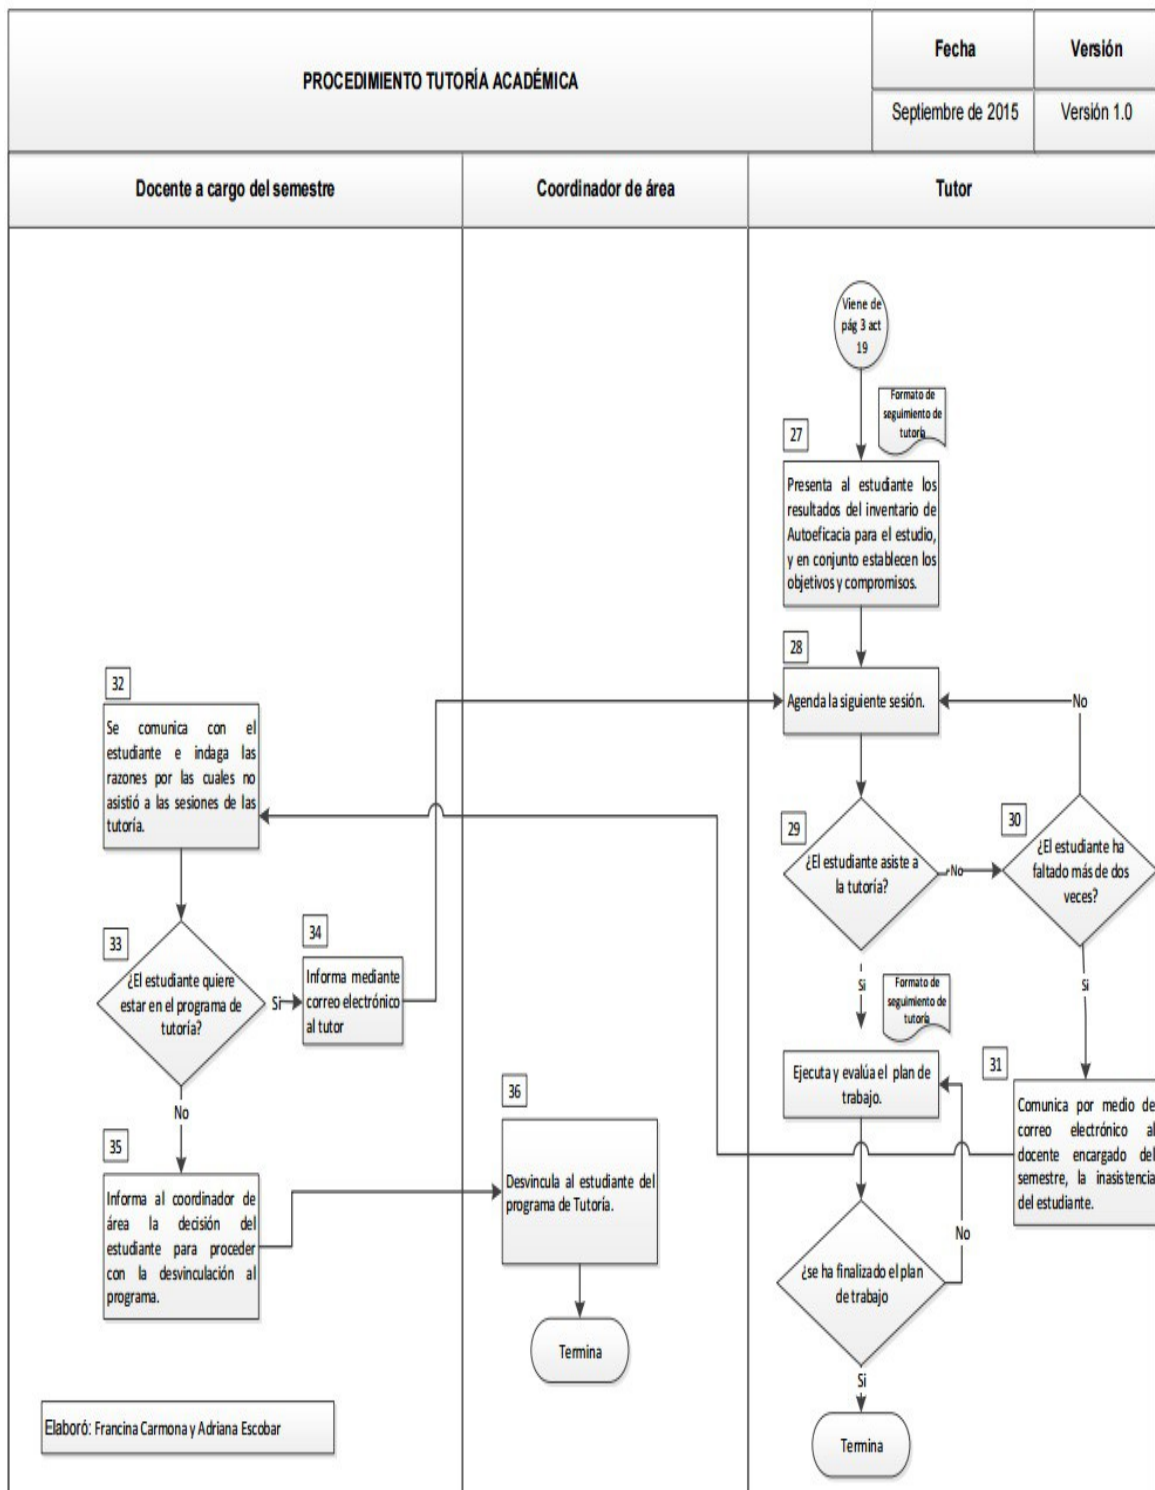 PROCEDIMIENTO TUTORÍA ACADÉMICA
Fecha
Versión
Septiembre de 2015
Versión 1.0
Docente a cargo del semestre
Coordinador de área
Tutor
Viene de
pág 3 act
19
Formato de
seguimiento de
tutoría
27
Presenta al estudiante los
resultados del inventario de
Autoeficacia para el estudio,
y en conjunto establecen los
objetivos y compromisos.
28
Agenda la siguiente sesión.
No
29
¿El estudiante asiste a
la tutoría?
No
30
¿El estudiante ha
faltado más de dos
veces?
Si
Si
Formato de
seguimiento de
tutoría
Ejecuta y evalúa el plan de
trabajo.
31
Comunica por medio de
correo electrónico al
docente encargado del
semestre, la inasistencia
del estudiante.
No
¿se ha finalizado el plan
de trabajo
Si
Termina
32
Se comunica con el
estudiante e indaga las
razones por las cuales no
asistió a las sesiones de las
tutoría.
33
¿El estudiante quiere
estar en el programa de
tutoría?
Si
34
Informa mediante
correo electrónico
al tutor
No
35
Informa al coordinador de
área la decisión del
estudiante para proceder
con la desvinculación al
programa.
36
Desvincula al estudiante del
programa de Tutoría.
Termina
Elaboró: Francina Carmona y Adriana Escobar